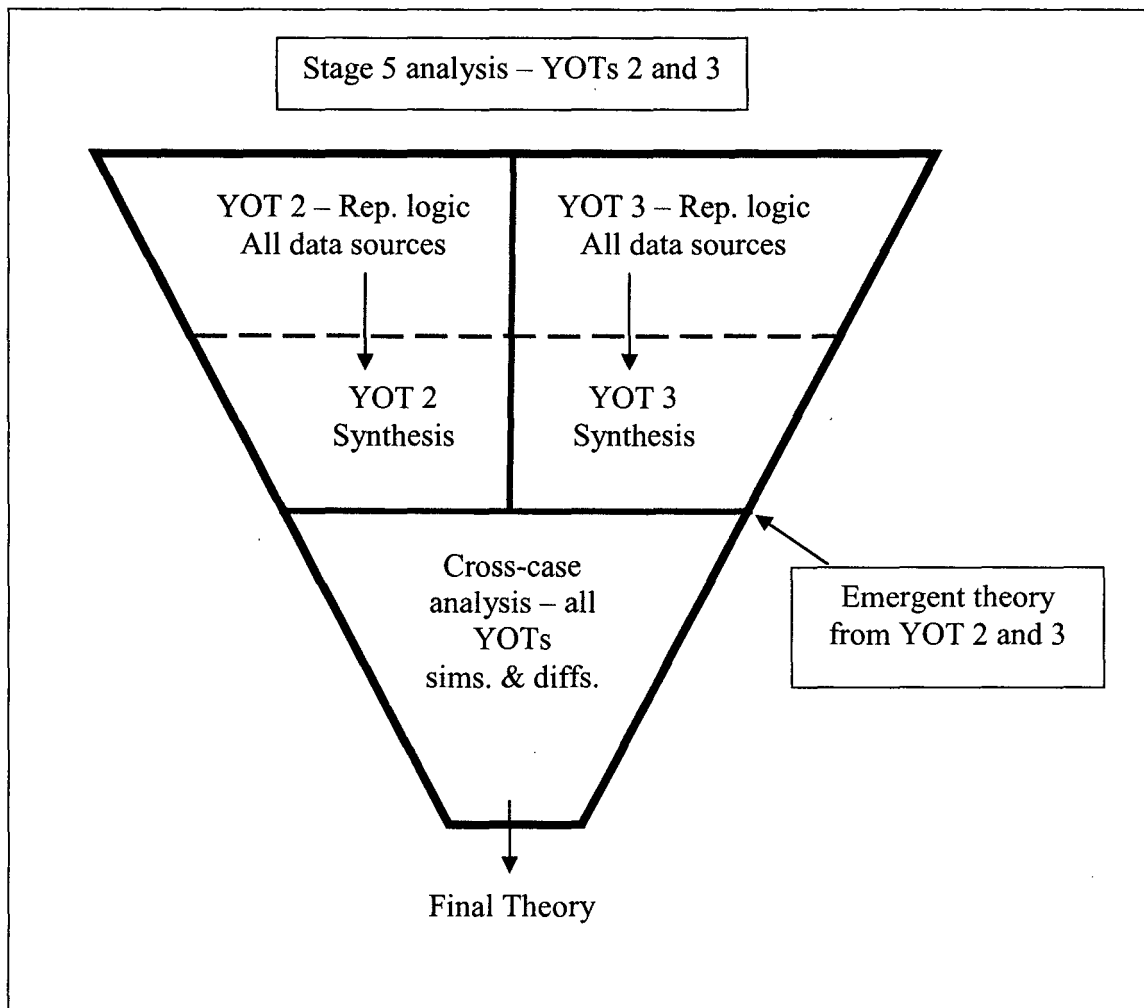 Stage 5 analysis – YOTs 2 and 3
YOT 2 – Rep. logic
All data sources
YOT 3 – Rep. logic
All data sources
YOT 2
Synthesis
YOT 3
Synthesis
Cross-case
analysis – all
YOTs
sims. & diffs.
Emergent theory
from YOT 2 and 3
Final Theory